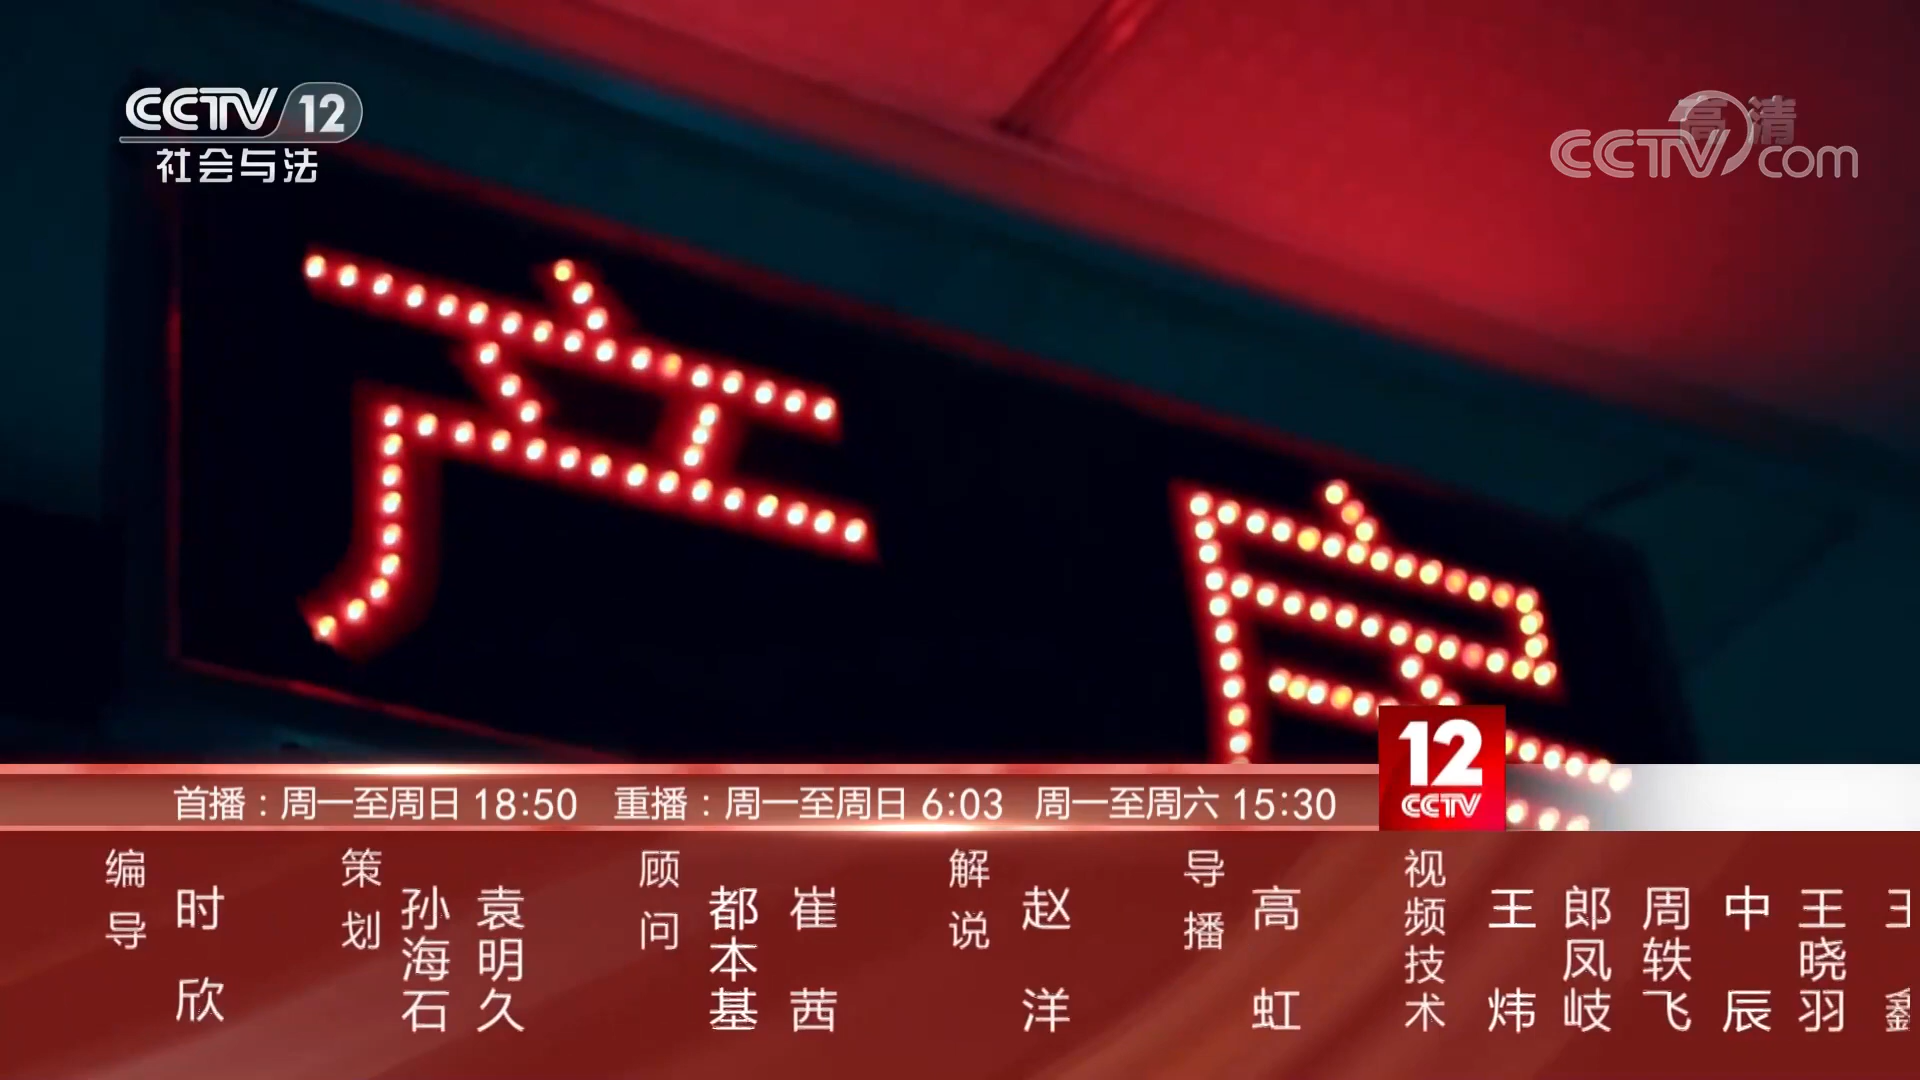 CCTV 12
社会与法
高清
CCTV com
产房
首播：周一至周日 18:50 重播：周一至周日 6:03 周一至周六 15:30
12
CCTV
编导
时欣
策划
孙海石
袁明久
顾问
都本基
崔茜
解说
赵洋
导播
高虹
视频技术
王炜
郎凤岐
周轶飞
中辰
王晓羽